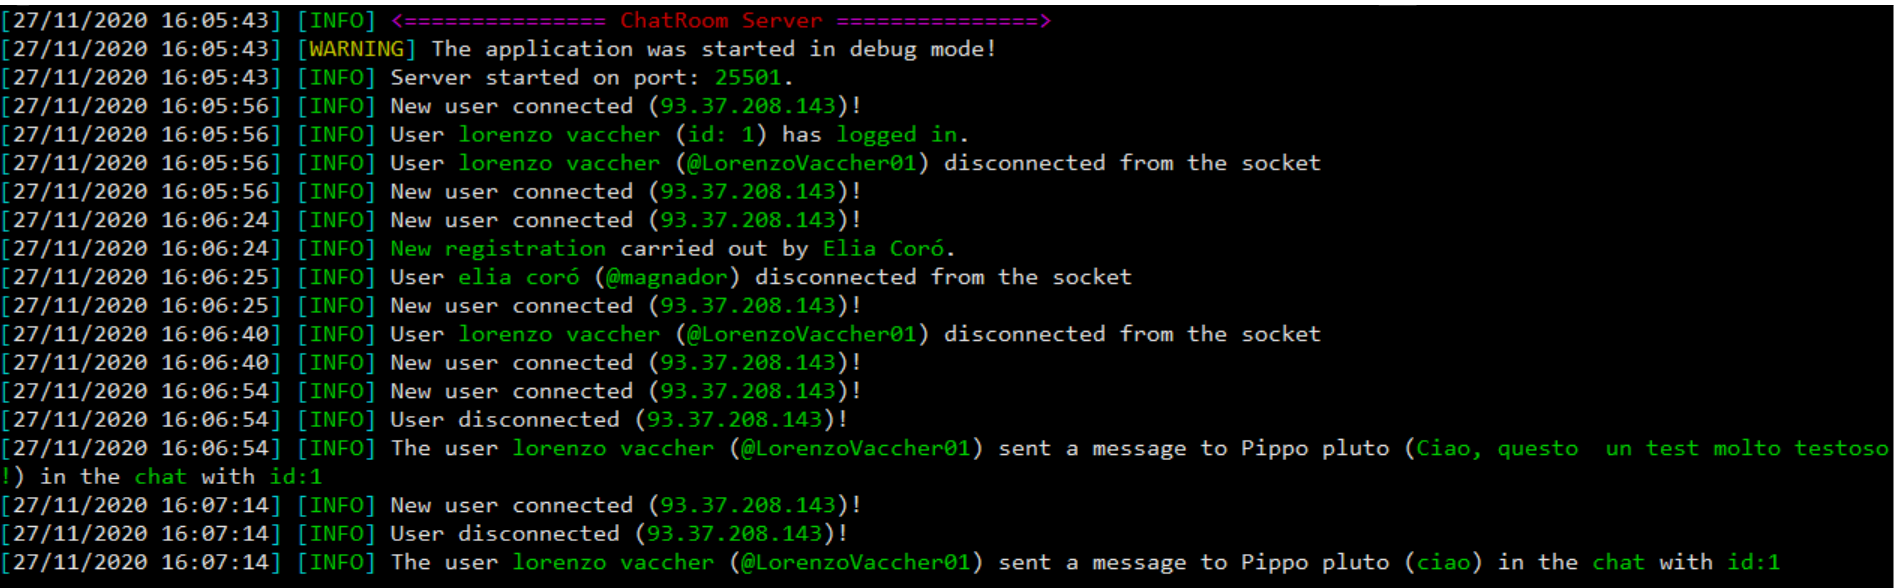 [27/11/2020 16:05:43] [INFO] <=============== ChatRoom Server ===============>
[27/11/2020 16:05:43] [WARNING] The application was started in debug mode!
[27/11/2020 16:05:43] [INFO] Server started on port: 25501.
[27/11/2020 16:05:56] [INFO] New user connected (93.37.208.143)!
[27/11/2020 16:05:56] [INFO] User lorenzo vaccher (id: 1) has logged in.
[27/11/2020 16:05:56] [INFO] User lorenzo vaccher (@LorenzoVaccher01) disconnected from the socket
[27/11/2020 16:05:56] [INFO] New user connected (93.37.208.143)!
[27/11/2020 16:06:24] [INFO] New user connected (93.37.208.143)!
[27/11/2020 16:06:24] [INFO] New registration carried out by Elia Coró.
[27/11/2020 16:06:25] [INFO] User elia coró (@magnador) disconnected from the socket
[27/11/2020 16:06:25] [INFO] New user connected (93.37.208.143)!
[27/11/2020 16:06:40] [INFO] User lorenzo vaccher (@LorenzoVaccher01) disconnected from the socket
[27/11/2020 16:06:40] [INFO] New user connected (93.37.208.143)!
[27/11/2020 16:06:54] [INFO] New user connected (93.37.208.143)!
[27/11/2020 16:06:54] [INFO] User disconnected (93.37.208.143)!
[27/11/2020 16:06:54] [INFO] The user lorenzo vaccher (@LorenzoVaccher01) sent a message to Pippo pluto (Ciao, questo  un test molto testoso
!) in the chat with id:1
[27/11/2020 16:07:14] [INFO] New user connected (93.37.208.143)!
[27/11/2020 16:07:14] [INFO] User disconnected (93.37.208.143)!
[27/11/2020 16:07:14] [INFO] The user lorenzo vaccher (@LorenzoVaccher01) sent a message to Pippo pluto (ciao) in the chat with id:1